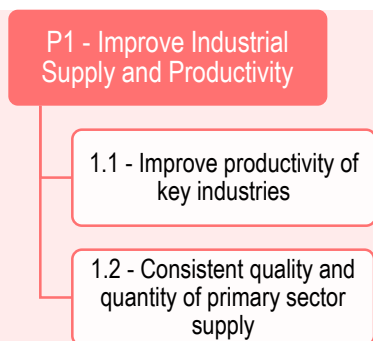 P1 - Improve Industrial
Supply and Productivity
1.1 - Improve productivity of
key industries
1.2 - Consistent quality and
quantity of primary sector
supply